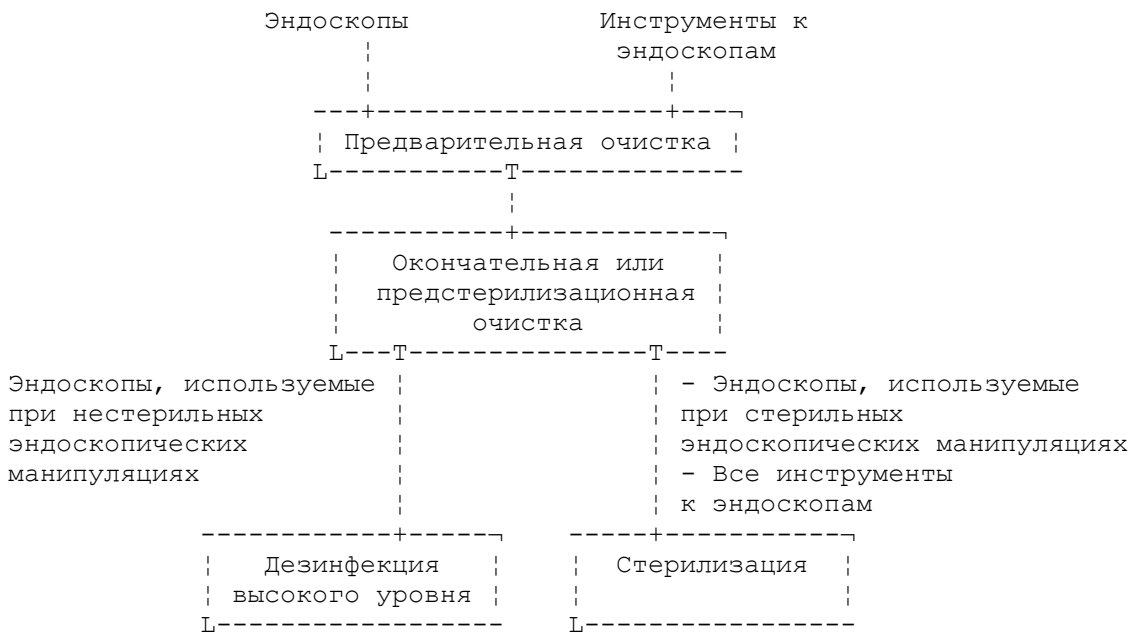 Эндоскопы
Инструменты к
эндоскопам
Предварительная очистка
Окончательная или
предстерилизационная
очистка
Эндоскопы, используемые
при нестерильных
эндоскопических
манипуляциях
- Эндоскопы, используемые
при стерильных
эндоскопических манипуляциях
- Все инструменты
к эндоскопам
Дезинфекция
высокого уровня
Стерилизация